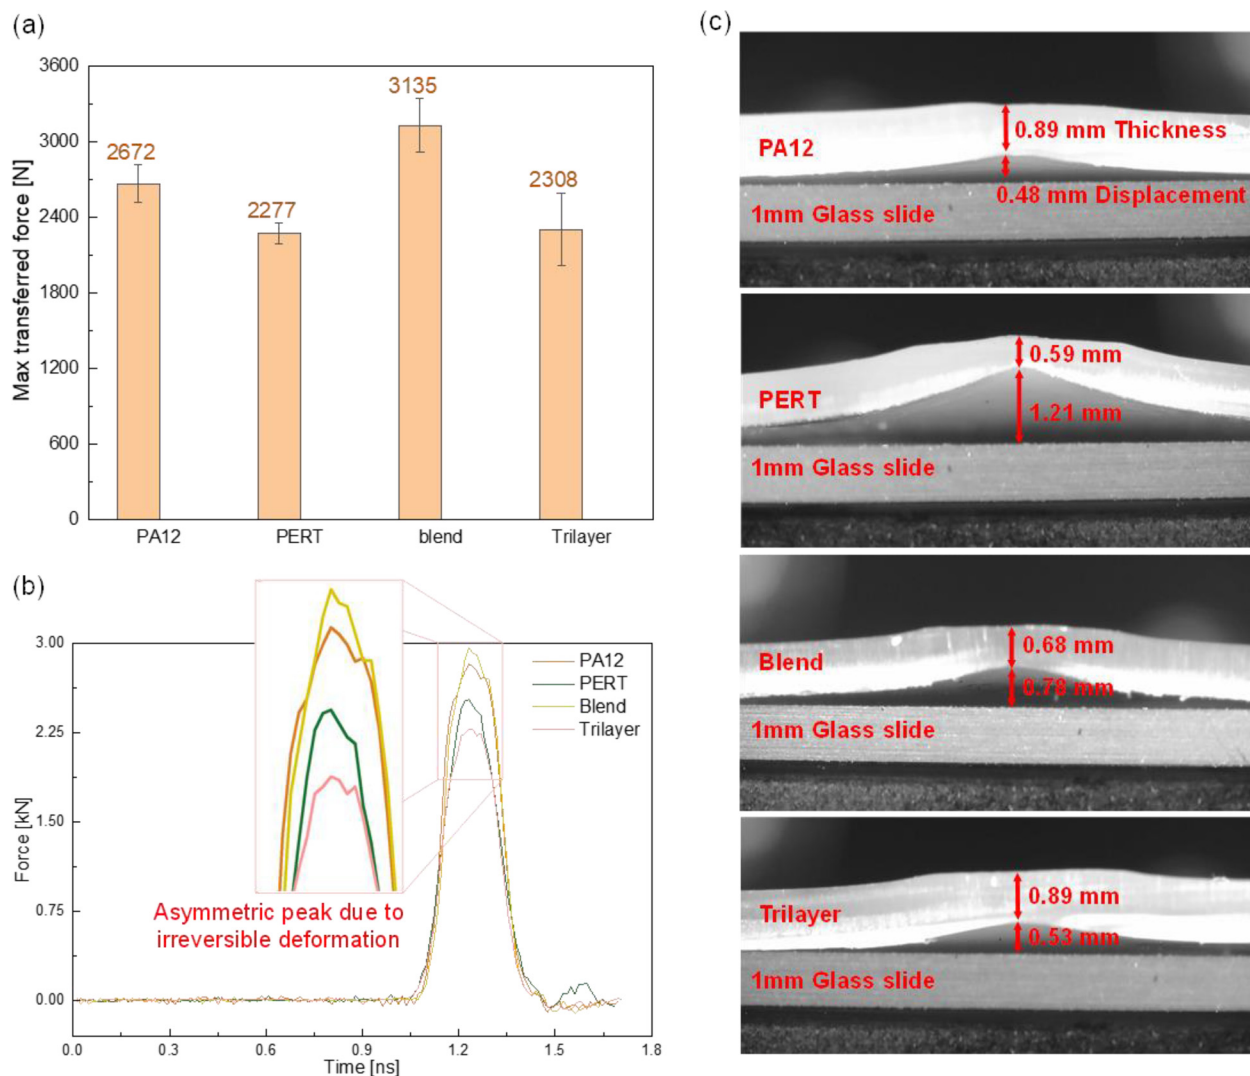 (a)
Max transferred force [N]
3600
3000
2400
1800
1200
600
0
2672
2277
3135
2308
PA12
PERT
blend
Trilayer
(b)
Force [kN]
3.00
2.25
1.50
0.75
0.00
PA12
PERT
Blend
Trilayer
Asymmetric peak due to
irreversible deformation
0.0
0.3
0.6
0.9
1.2
1.5
1.8
Time [ns]
(c)
0.89 mm Thickness
PA12
0.48 mm Displacement
1mm Glass slide
0.59 mm
PERT
1.21 mm
1mm Glass slide
0.68 mm
Blend
0.78 mm
1mm Glass slide
0.89 mm
Trilayer
0.53 mm
1mm Glass slide